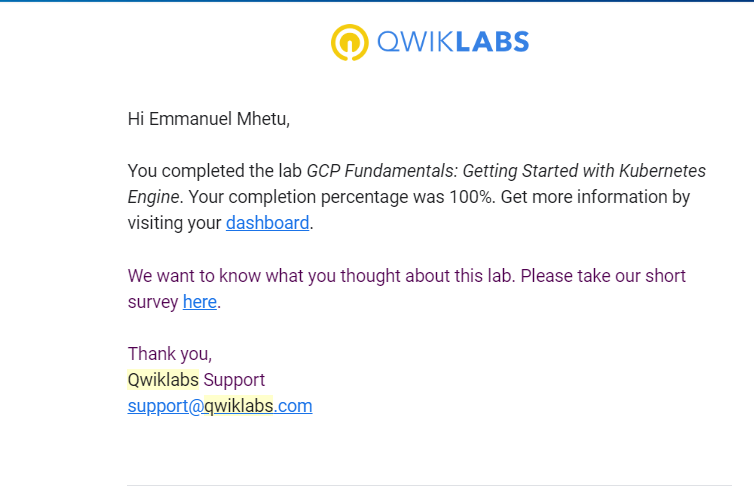 QWIKLABS
Hi Emmanuel Mhetu,
You completed the lab GCP Fundamentals: Getting Started with Kubernetes
Engine. Your completion percentage was 100%. Get more information by
visiting your dashboard.
We want to know what you thought about this lab. Please take our short
survey here.
Thank you,
Qwiklabs Support
support@qwiklabs.com